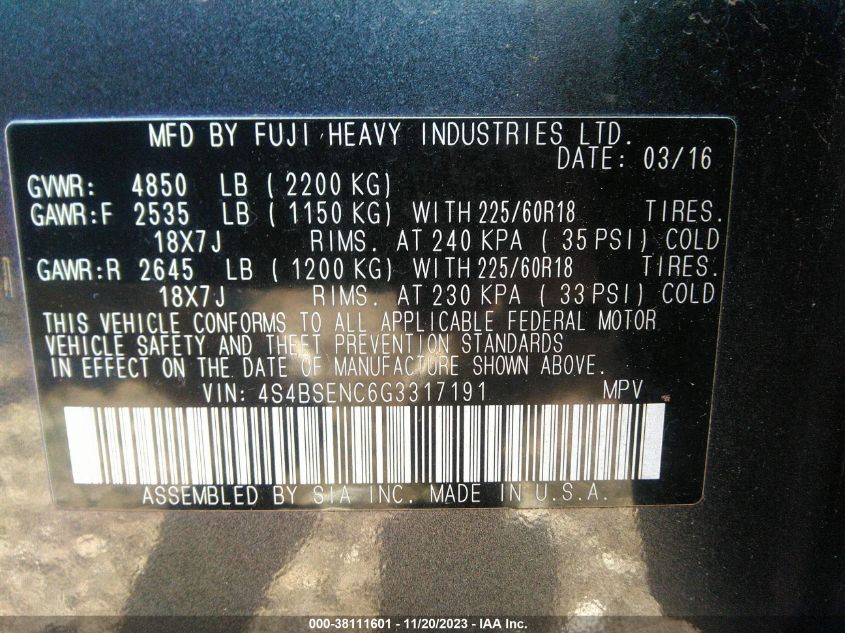 MFD BY FUJI HEAVY INDUSTRIES LTD.
DATE: 03/16
GVWR: 4850 LB ( 2200 KG)
GAWR:F 2535 LB ( 1150 KG) WITH 225/60R18 TIRES.
18X7J RIMS. AT 240 KPA ( 35 PSI) COLD
GAWR:R 2645 LB ( 1200 KG) WITH 225/60R18 TIRES.
18X7J RIMS. AT 230 KPA ( 33 PSI) COLD
THIS VEHICLE CONFORMS TO ALL APPLICABLE FEDERAL MOTOR
VEHICLE SAFETY AND THEFT PREVENTION STANDARDS
IN EFFECT ON THE DATE OF MANUFACTURE SHOWN ABOVE.
VIN: 4S4BSENC6G3317191 MPV
ASSEMBLED BY SIA INC. MADE IN U.S.A.
000-38111601 - 11/20/2023 - IAA Inc.